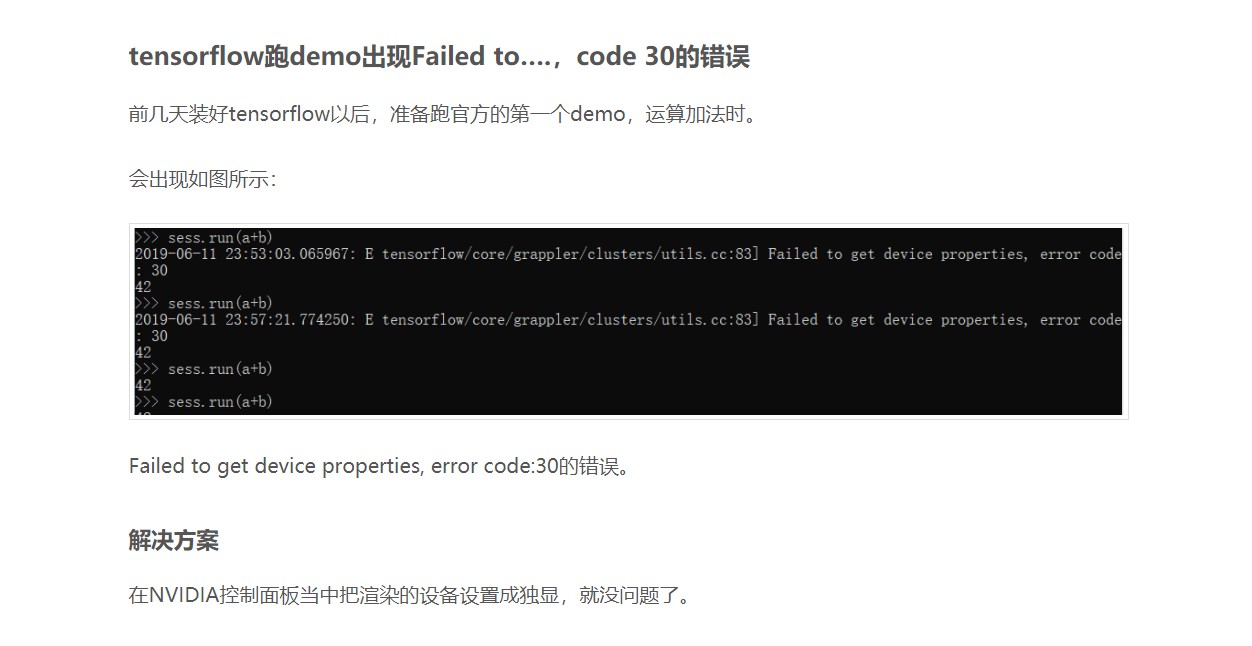 tensorflow跑demo出现Failed to....，code 30的错误
前几天装好tensorflow以后，准备跑官方的第一个demo，运算加法时。
会出现如图所示：
>>> sess.run(a+b)
2019-06-11 23:53:03.065967: E tensorflow/core/grappler/clusters/utils.cc:83] Failed to get device properties, error code
: 30
42
>>> sess.run(a+b)
2019-06-11 23:57:21.774250: E tensorflow/core/grappler/clusters/utils.cc:83] Failed to get device properties, error code
: 30
42
>>> sess.run(a+b)
42
>>> sess.run(a+b)
Failed to get device properties, error code:30的错误。
解决方案
在NVIDIA控制面板当中把渲染的设备设置成独显，就没问题了。